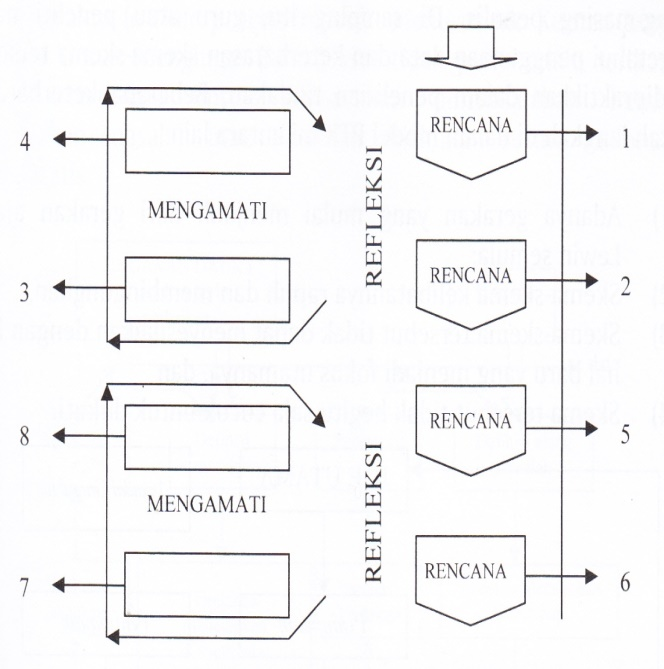 4
RENCANA
1
MENGAMATI
REFLEKSI
3
RENCANA
2
8
RENCANA
5
MENGAMATI
REFLEKSI
7
RENCANA
6